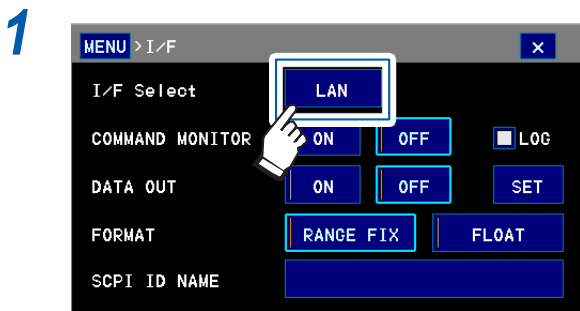 1
MENU >I/F x
I/F Select LAN
COMMAND MONITOR ON OFF LOG
DATA OUT ON OFF SET
FORMAT RANGE FIX FLOAT
SCPI ID NAME